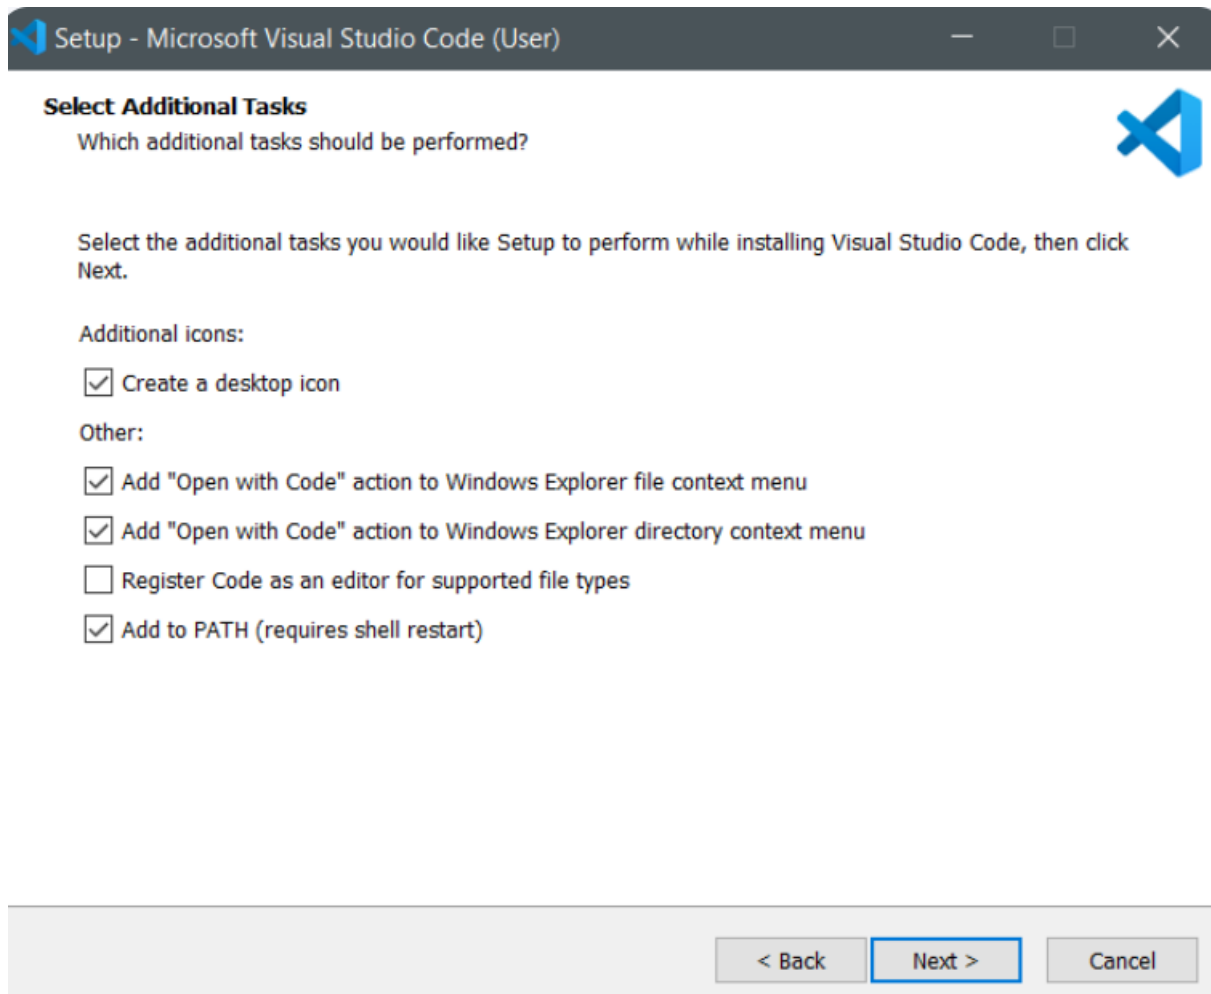 Setup - Microsoft Visual Studio Code (User)
Select Additional Tasks
Which additional tasks should be performed?
Select the additional tasks you would like Setup to perform while installing Visual Studio Code, then click
Next.
Additional icons:
Create a desktop icon
Other:
Add "Open with Code" action to Windows Explorer file context menu
Add "Open with Code" action to Windows Explorer directory context menu
Register Code as an editor for supported file types
Add to PATH (requires shell restart)
< Back
Next >
Cancel